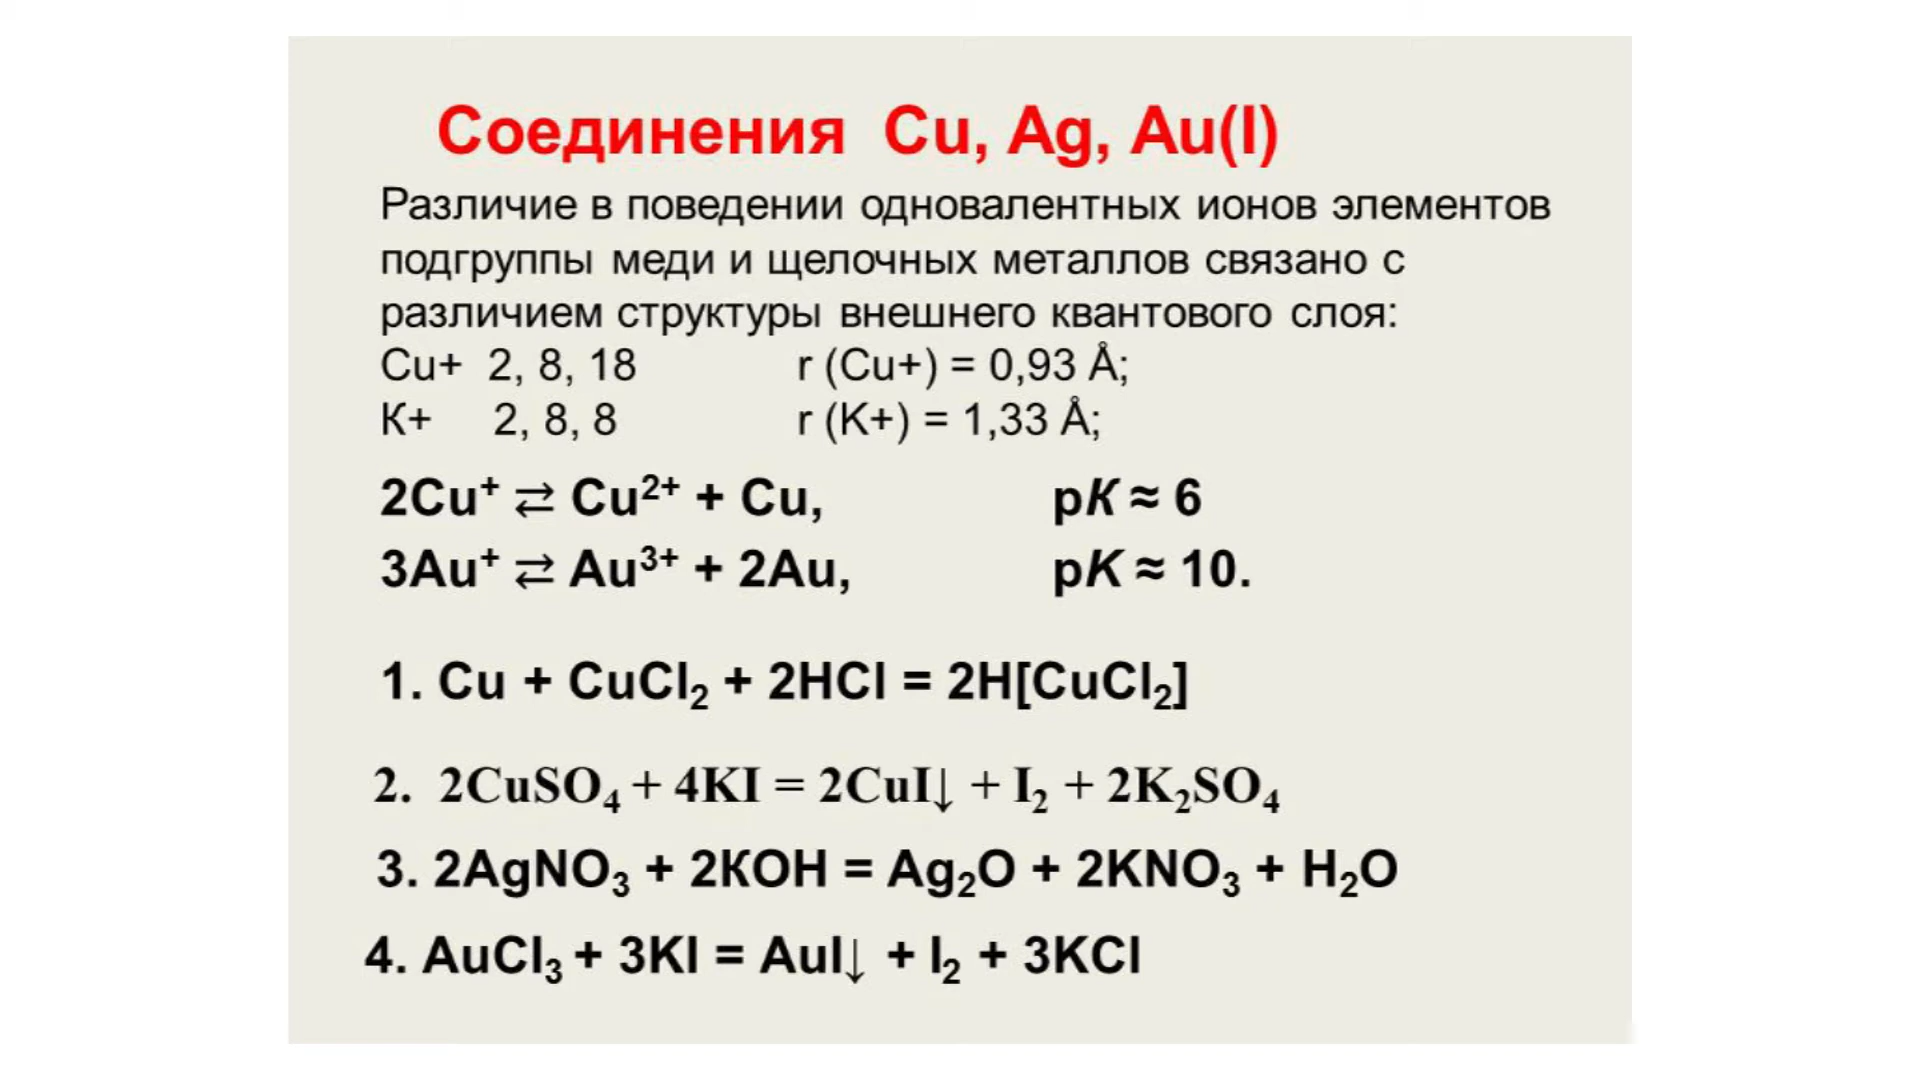 Соединения Cu, Ag, Au(I)
Различие в поведении одновалентных ионов элементов
подгруппы меди и щелочных металлов связано с
различием структуры внешнего квантового слоя:
Cu+ 2, 8, 18 r (Cu+) = 0,93 Å;
К+ 2, 8, 8 r (K+) = 1,33 Å;
2Cu⁺ ⇄ Cu²⁺ + Cu, pK ≈ 6
3Au⁺ ⇄ Au³⁺ + 2Au, pK ≈ 10.
1. Cu + CuCl₂ + 2HCl = 2H[CuCl₂]
2. 2CuSO₄ + 4KI = 2CuI↓ + I₂ + 2K₂SO₄
3. 2AgNO₃ + 2КОН = Ag₂O + 2KNO₃ + H₂O
4. AuCl₃ + 3KI = AuI↓ + I₂ + 3KCl